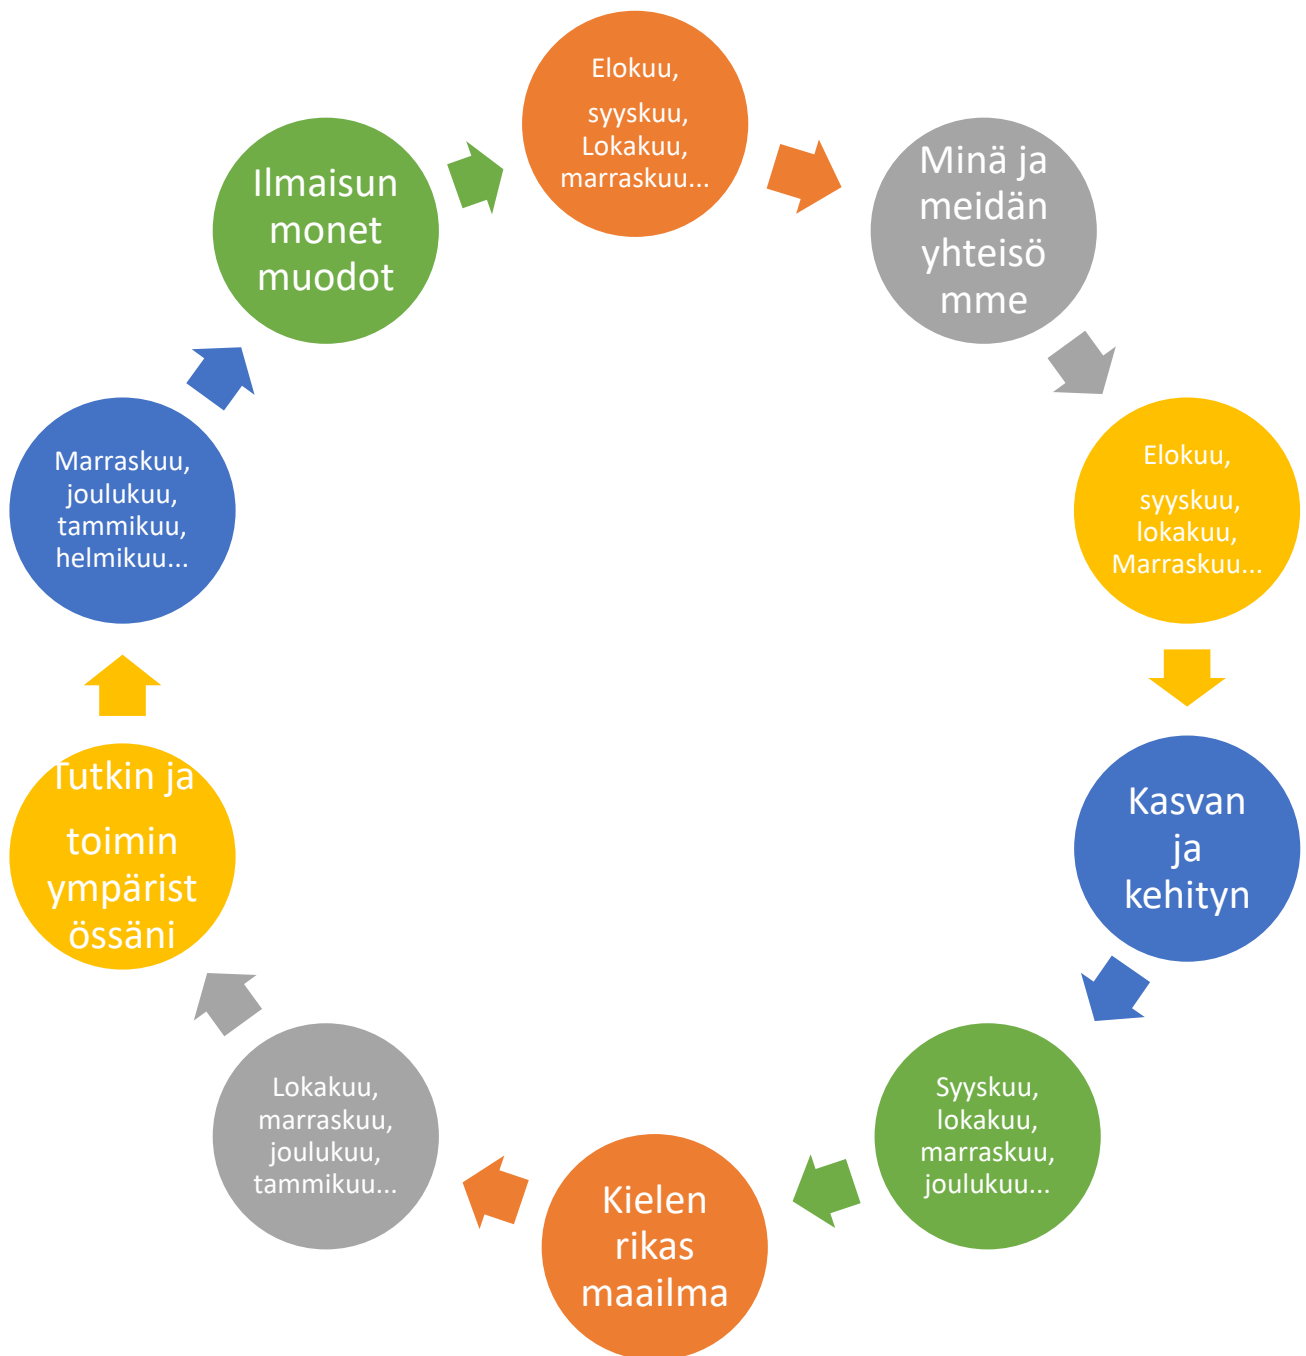 Elokuu,
syyskuu,
Lokakuu,
marraskuu...
Minä ja
meidän
yhteisö
mme
Elokuu,
syyskuu,
lokakuu,
Marraskuu...
Kasvan
ja
kehityn
Syyskuu,
lokakuu,
marraskuu,
joulukuu...
Kielen
rikas
maailma
Lokakuu,
marraskuu,
joulukuu,
tammikuu...
Tutkin ja
toimin
ympärist
össäni
Marraskuu,
joulukuu,
tammikuu,
helmikuu...
Ilmaisun
monet
muodot